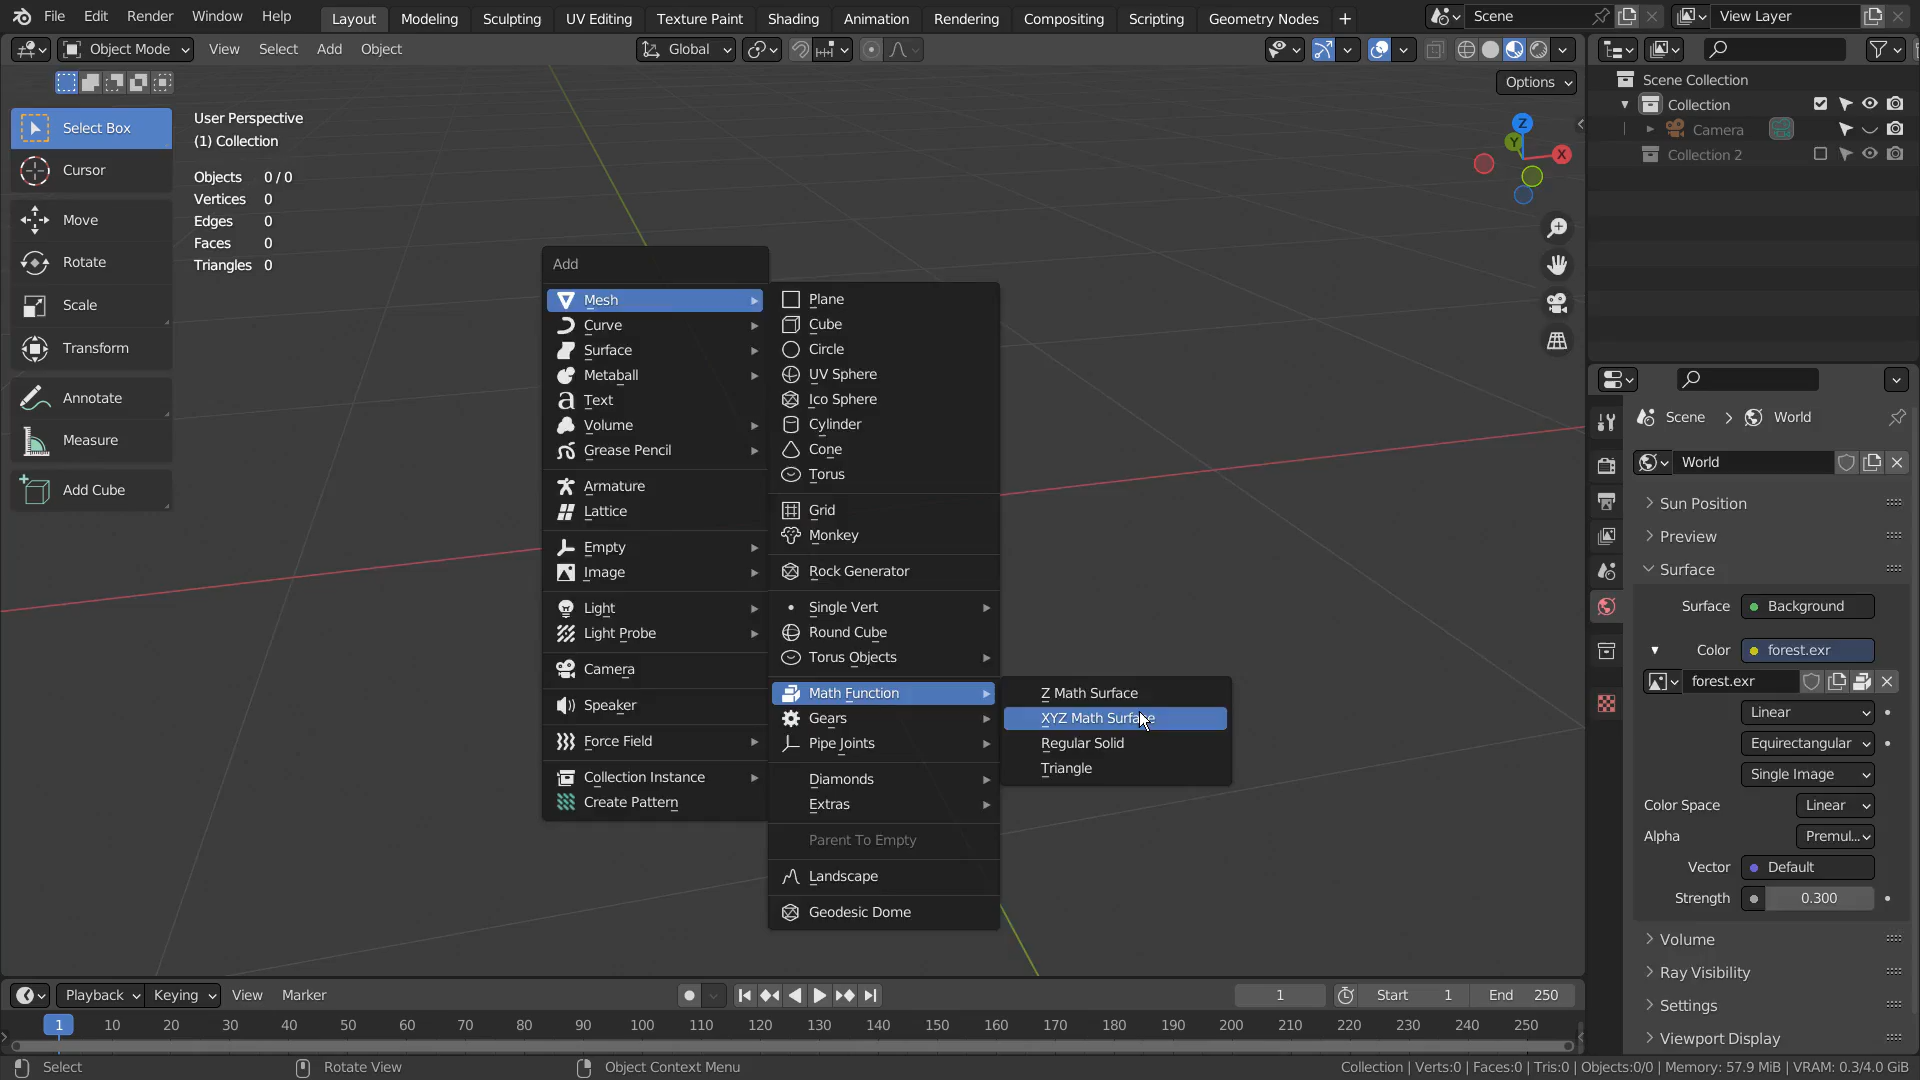 File Edit Render Window Help Layout Modeling Sculpting UV Editing Texture Paint Shading Animation Rendering Compositing Scripting Geometry Nodes + Scene View Layer
Object Mode View Select Add Object Global
Options
Select Box
Cursor
Move
Rotate
Scale
Transform
Annotate
Measure
Add Cube
User Perspective
(1) Collection
Objects 0 / 0
Vertices 0
Edges 0
Faces 0
Triangles 0
Add
Mesh
Curve
Surface
Metaball
Text
Volume
Grease Pencil
Armature
Lattice
Empty
Image
Light
Light Probe
Camera
Speaker
Force Field
Collection Instance
Create Pattern
Plane
Cube
Circle
UV Sphere
Ico Sphere
Cylinder
Cone
Torus
Grid
Monkey
Rock Generator
Single Vert
Round Cube
Torus Objects
Math Function
Gears
Pipe Joints
Diamonds
Extras
Parent To Empty
Landscape
Geodesic Dome
Z Math Surface
XYZ Math Surface
Regular Solid
Triangle
Z
Y
X
Scene Collection
Collection
Camera
Collection 2
Scene > World
World
Sun Position
Preview
Surface
Surface Background
Color forest.exr
forest.exr
Linear
Equirectangular
Single Image
Color Space Linear
Alpha Premul...
Vector Default
Strength 0.300
Volume
Ray Visibility
Settings
Viewport Display
Playback Keying View Marker 1 Start 1 End 250
1 10 20 30 40 50 60 70 80 90 100 110 120 130 140 150 160 170 180 190 200 210 220 230 240 250
Select Rotate View Object Context Menu Collection | Verts:0 | Faces:0 | Tris:0 | Objects:0/0 | Memory: 57.9 MiB | VRAM: 0.3/4.0 GiB